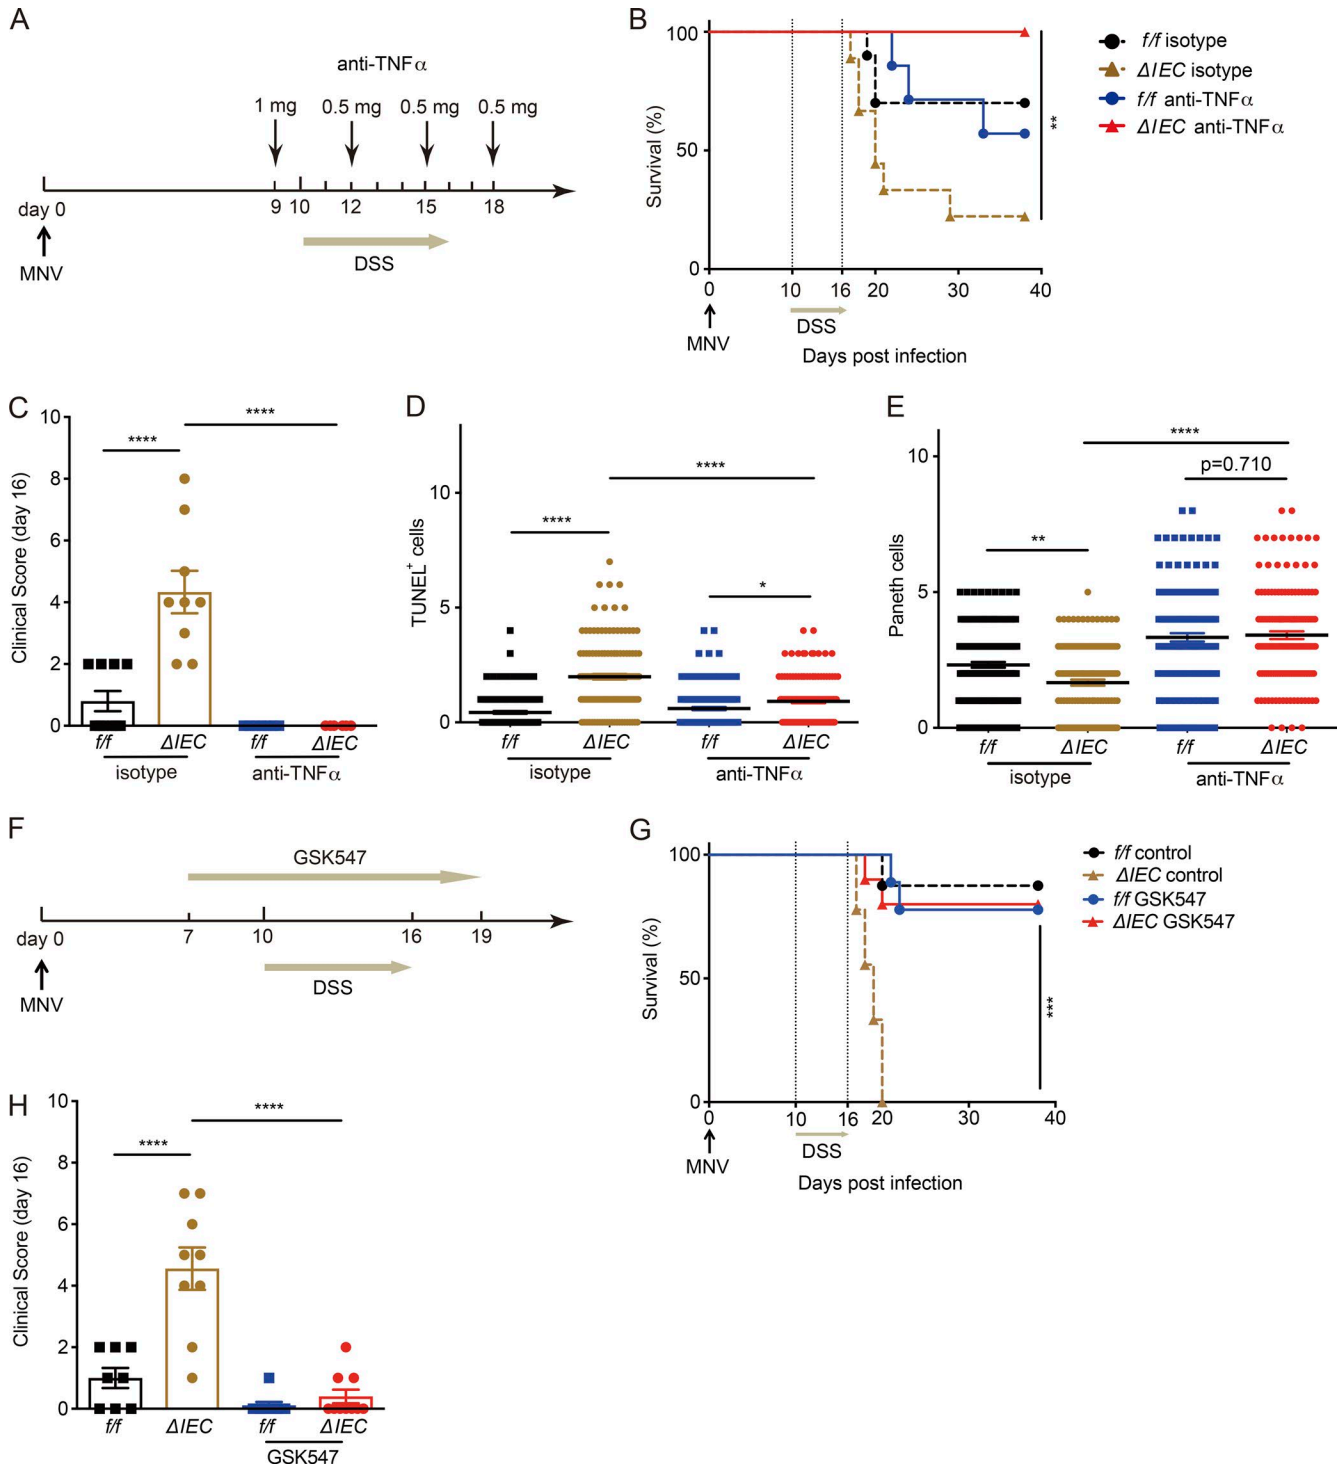 A
anti-TNFα
1 mg 0.5 mg 0.5 mg 0.5 mg
day 0 9 10 12 15 18
MNV
DSS
B
Survival (%)
100
50
0
0 10 16 20 30 40
MNV
DSS
Days post infection
**
f/f isotype
ΔIEC isotype
f/f anti-TNFα
ΔIEC anti-TNFα
C
Clinical Score (day 16)
10
8
6
4
2
0
**** ****
f/f ΔIEC f/f ΔIEC
isotype anti-TNFα
D
TUNEL+ cells
10
5
0
**** **** *
f/f ΔIEC f/f ΔIEC
isotype anti-TNFα
E
Paneth cells
10
5
0
****
p=0.710
**
f/f ΔIEC f/f ΔIEC
isotype anti-TNFα
F
GSK547
day 0 7 10 16 19
MNV
DSS
G
Survival (%)
100
50
0
0 10 16 20 30 40
MNV
DSS
Days post infection
***
f/f control
ΔIEC control
f/f GSK547
ΔIEC GSK547
H
Clinical Score (day 16)
10
8
6
4
2
0
**** ****
f/f ΔIEC f/f ΔIEC
GSK547